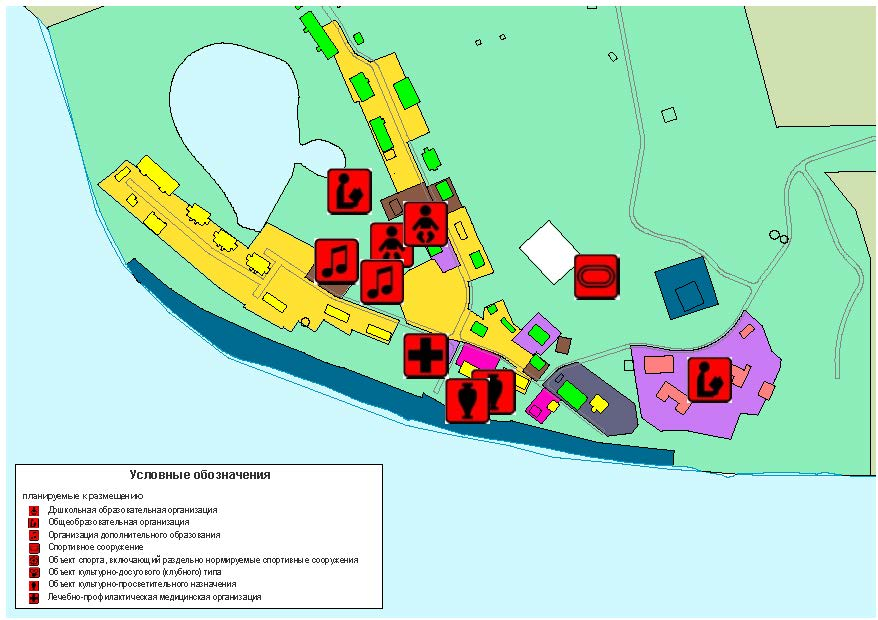 Условные обозначения
планируемые к размещению
Дошкольная образовательная организация
Общеобразовательная организация
Организация дополнительного образования
Спортивное сооружение
Объект спорта, включающий раздельно нормируемые спортивные сооружения
Объект культурно-досугового (клубного) типа
Объект культурно-просветительного назначения
Лечебно-профилактическая медицинская организация